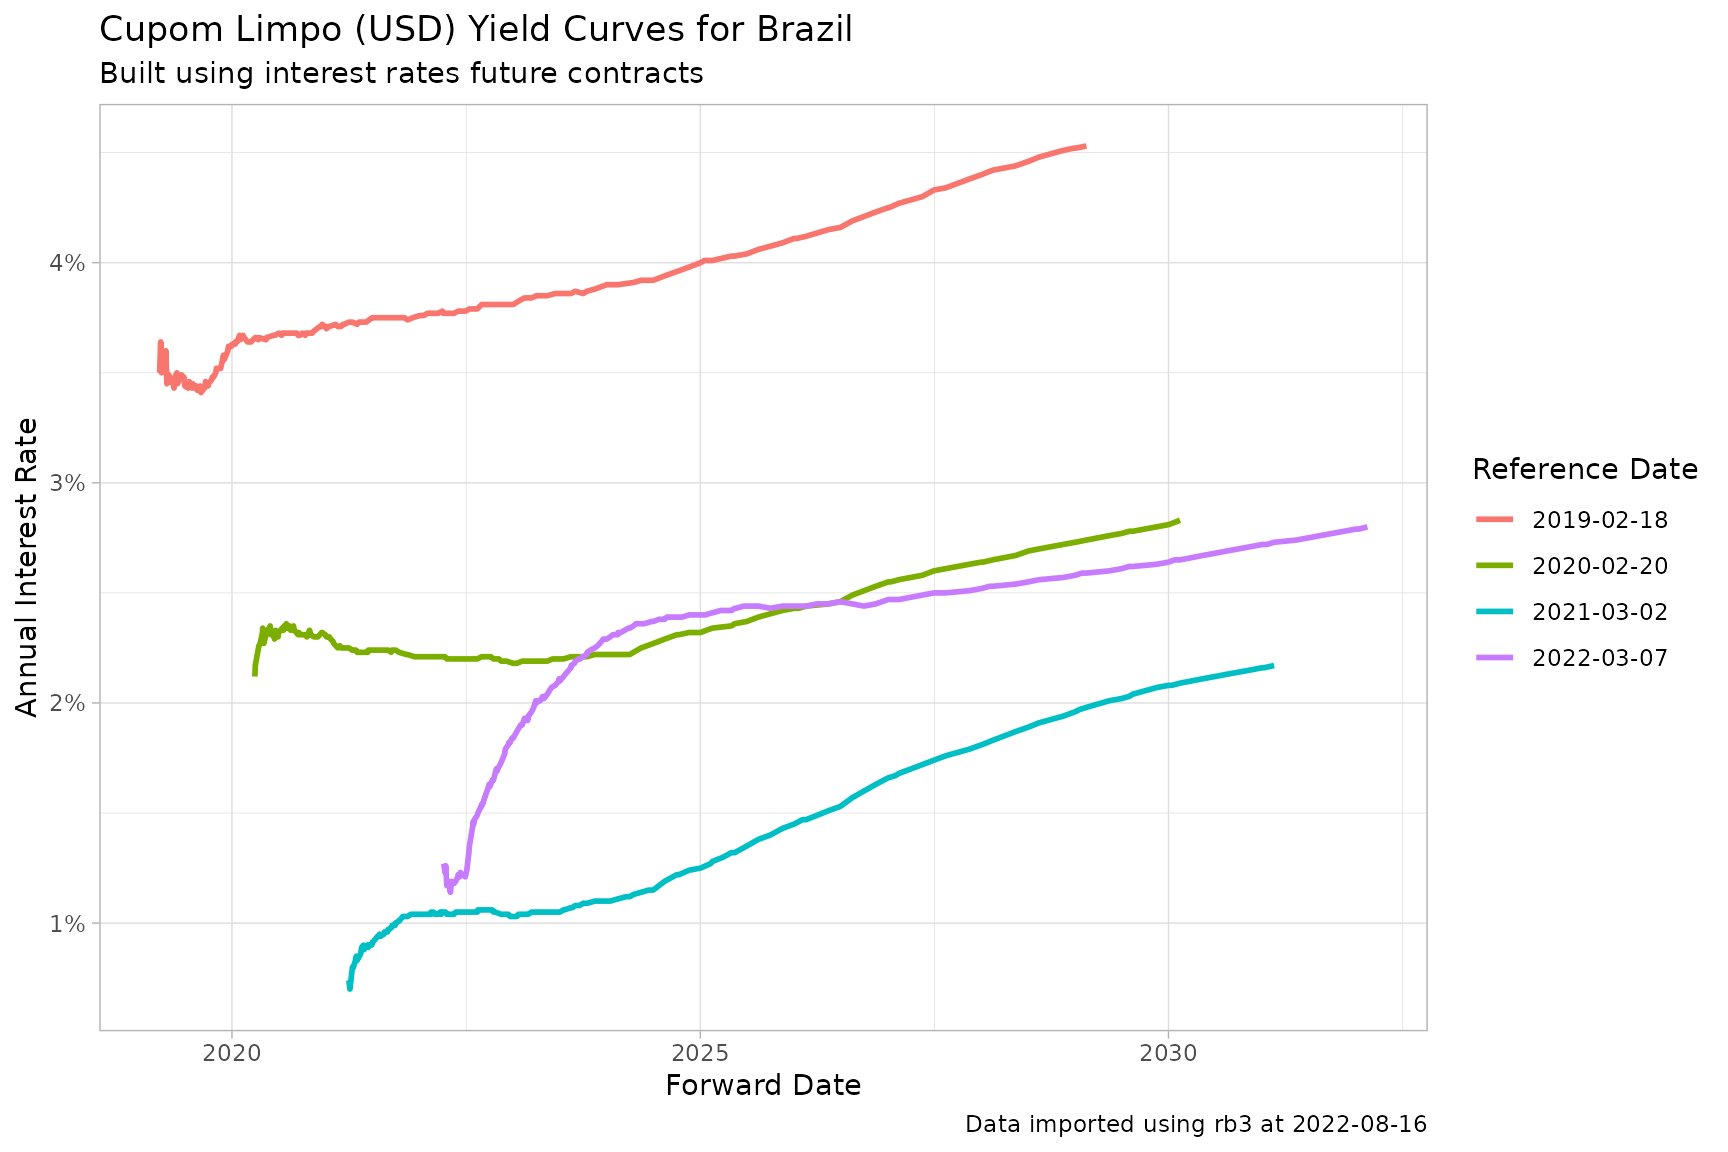 Cupom Limpo (USD) Yield Curves for Brazil
Built using interest rates future contracts
Annual Interest Rate
4%
3%
2%
1%
2020
2025
2030
Forward Date
Reference Date
2019-02-18
2020-02-20
2021-03-02
2022-03-07
Data imported using rb3 at 2022-08-16